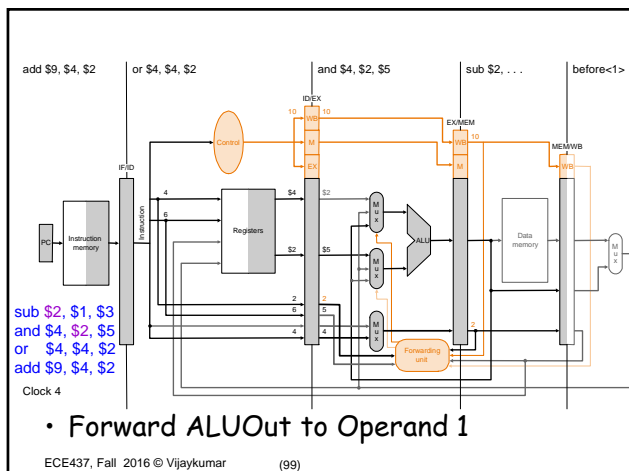 add $9, $4, $2
or $4, $4, $2
and $4, $2, $5
sub $2, . . .
before<1>
ID/EX
10
WB
10
EX/MEM
Control
M
WB
10
MEM/WB
EX
M
WB
IF/ID
Instruction
4
6
$4
$2
Registers
$2
$5
M
u
x
ALU
M
u
x
PC
Instruction
memory
Data
memory
M
u
x
2
2
6
5
4
4
M
u
x
2
Forwarding
unit
sub $2, $1, $3
and $4, $2, $5
or $4, $4, $2
add $9, $4, $2
Clock 4
• Forward ALUOut to Operand 1
ECE437, Fall 2016 © Vijaykumar
(99)